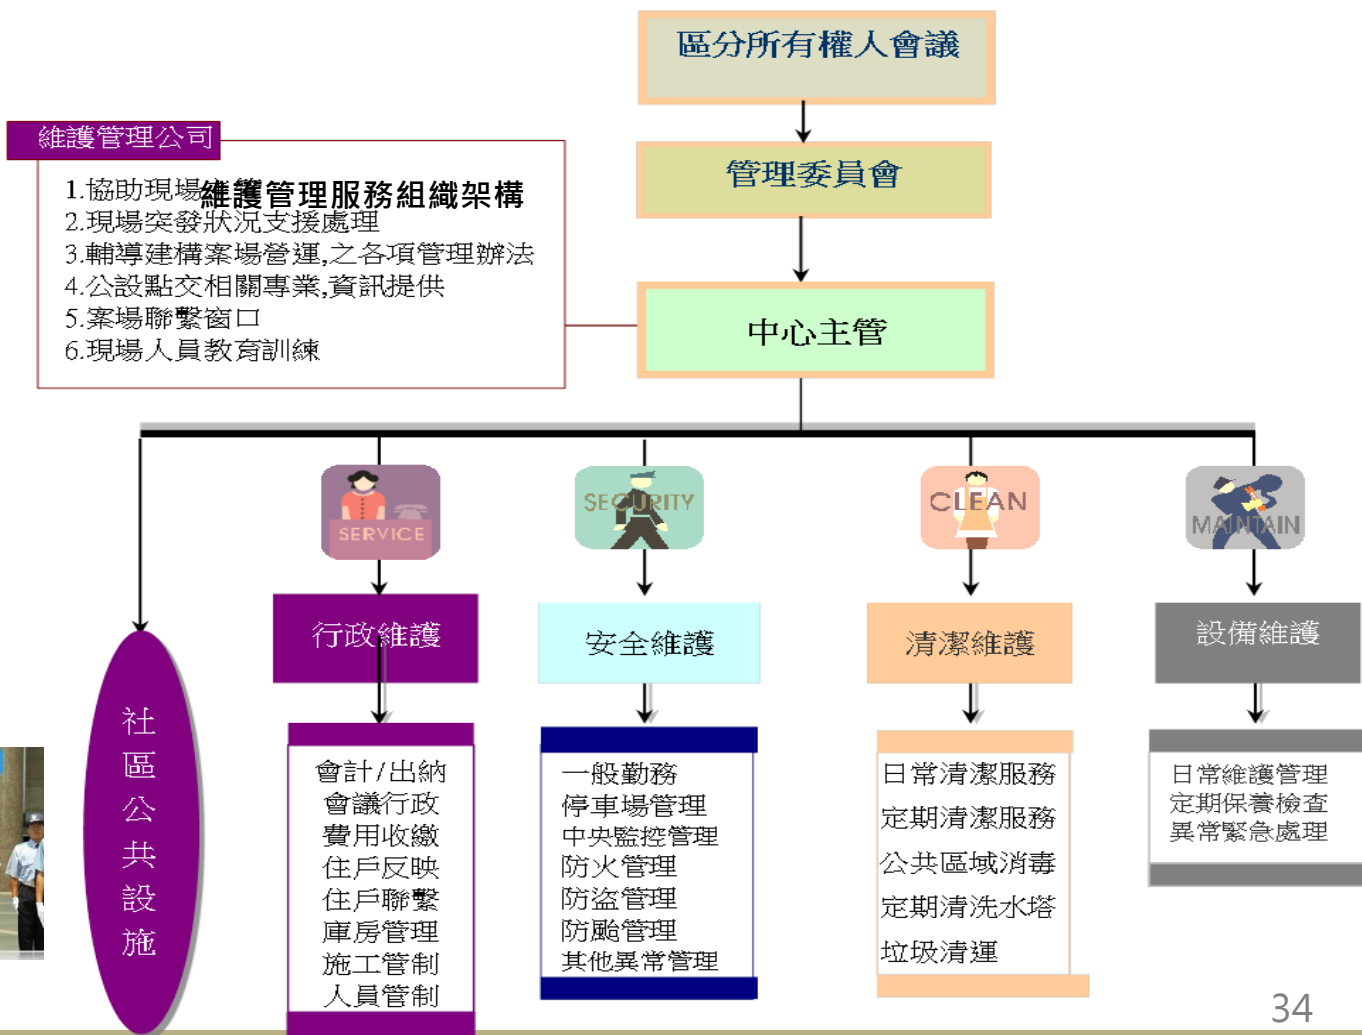 區分所有權人會議
維護管理公司
管理委員會
1.協助現場
維護管理服務組織架構
2.現場突發狀況支援處理
3.輔導建構案場營運,之各項管理辦法
4.公設點交相關專業,資訊提供
5.案場聯繫窗口
6.現場人員教育訓練
中心主管
SERVICE
SECURITY
CLEAN
MAINTAIN
行政維護
安全維護
清潔維護
設備維護
社區公共設施
會計/出納
會議行政
費用收繳
住戶反映
住戶聯繫
庫房管理
施工管制
人員管制
一般勤務
停車場管理
中央監控管理
防火管理
防盜管理
防颱管理
其他異常管理
日常清潔服務
定期清潔服務
公共區域消毒
定期清洗水塔
垃圾清運
日常維護管理
定期保養檢查
異常緊急處理
34